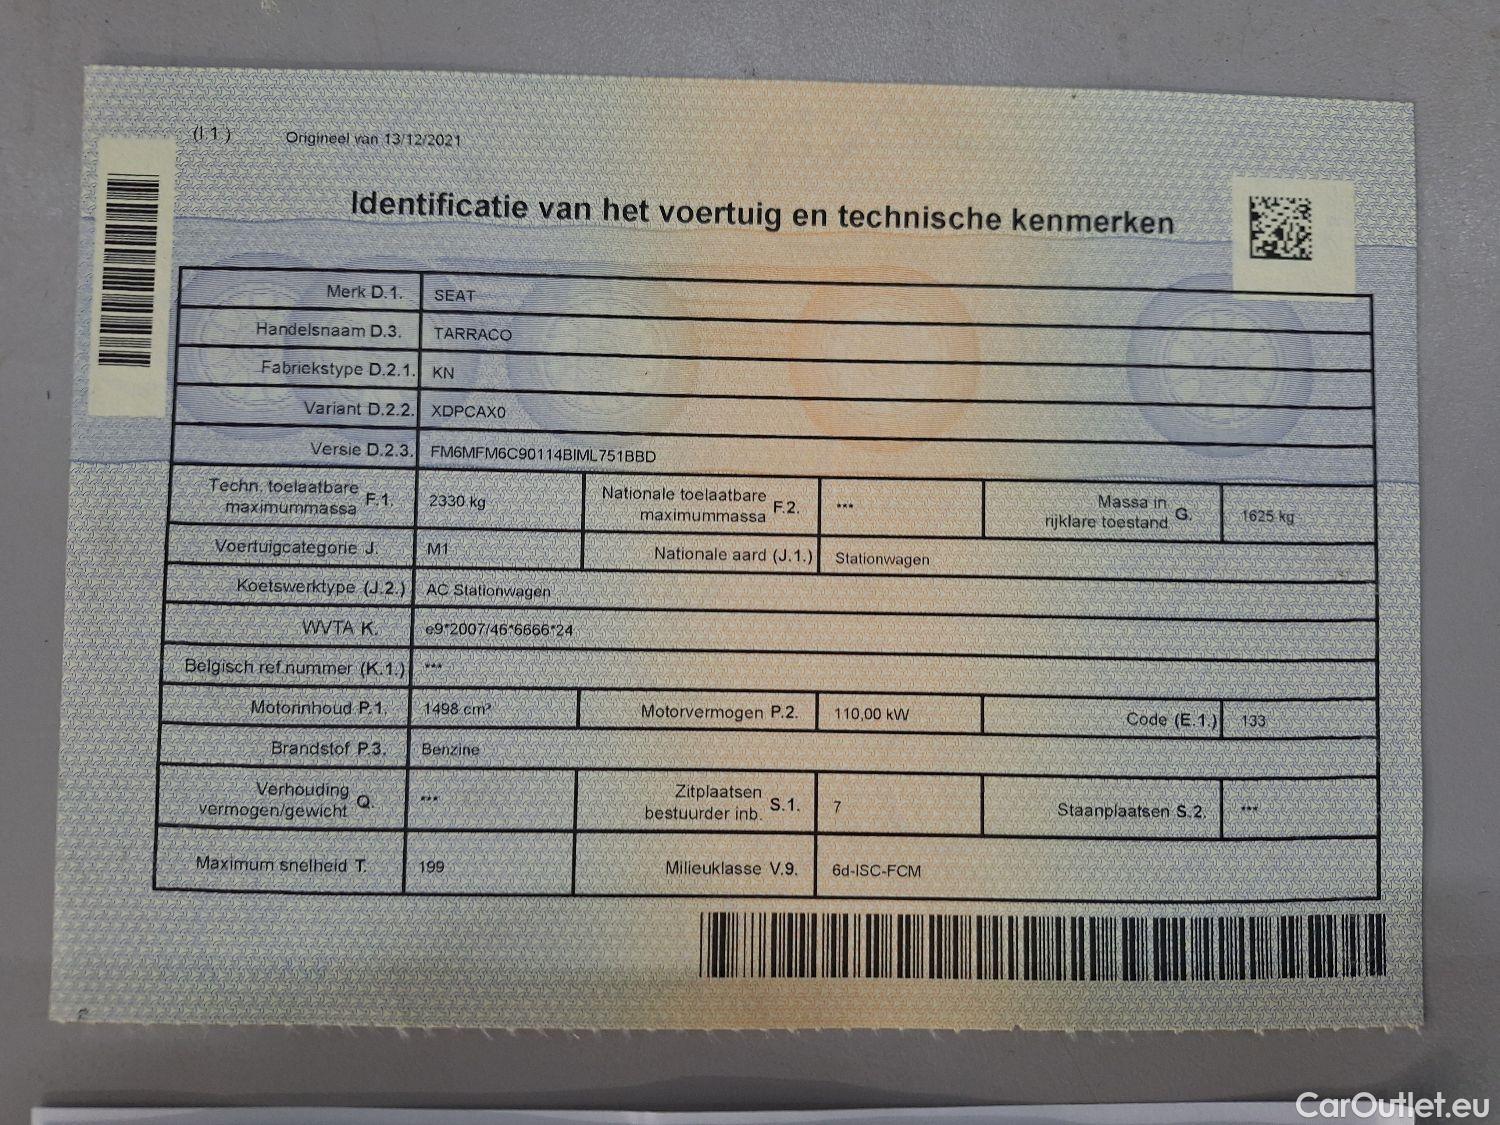 (I.1.) Origineel van 13/12/2021
Identificatie van het voertuig en technische kenmerken
Merk D.1. SEAT
Handelsnaam D.3. TARRACO
Fabriekstype D.2.1. KN
Variant D.2.2. XDPCAX0
Versie D.2.3. FM6MFM6C90114BIML751BBD
Techn. toelaatbare maximummassa F.1. 2330 kg Nationale toelaatbare maximummassa F.2. *** Massa in rijklare toestand G. 1625 kg
Voertuigcategorie J. M1 Nationale aard (J.1.) Stationwagen
Koetswerktype (J.2.) AC Stationwagen
WVTA K. e9*2007/46*6666*24
Belgisch ref.nummer (K.1.) ***
Motorinhoud P.1. 1498 cm³ Motorvermogen P.2. 110,00 kW Code (E.1.) 133
Brandstof P.3. Benzine
Verhouding vermogen/gewicht Q. *** Zitplaatsen bestuurder inb. S.1. 7 Staanplaatsen S.2. ***
Maximum snelheid T. 199 Milieuklasse V.9. 6d-ISC-FCM
CarOutlet.eu